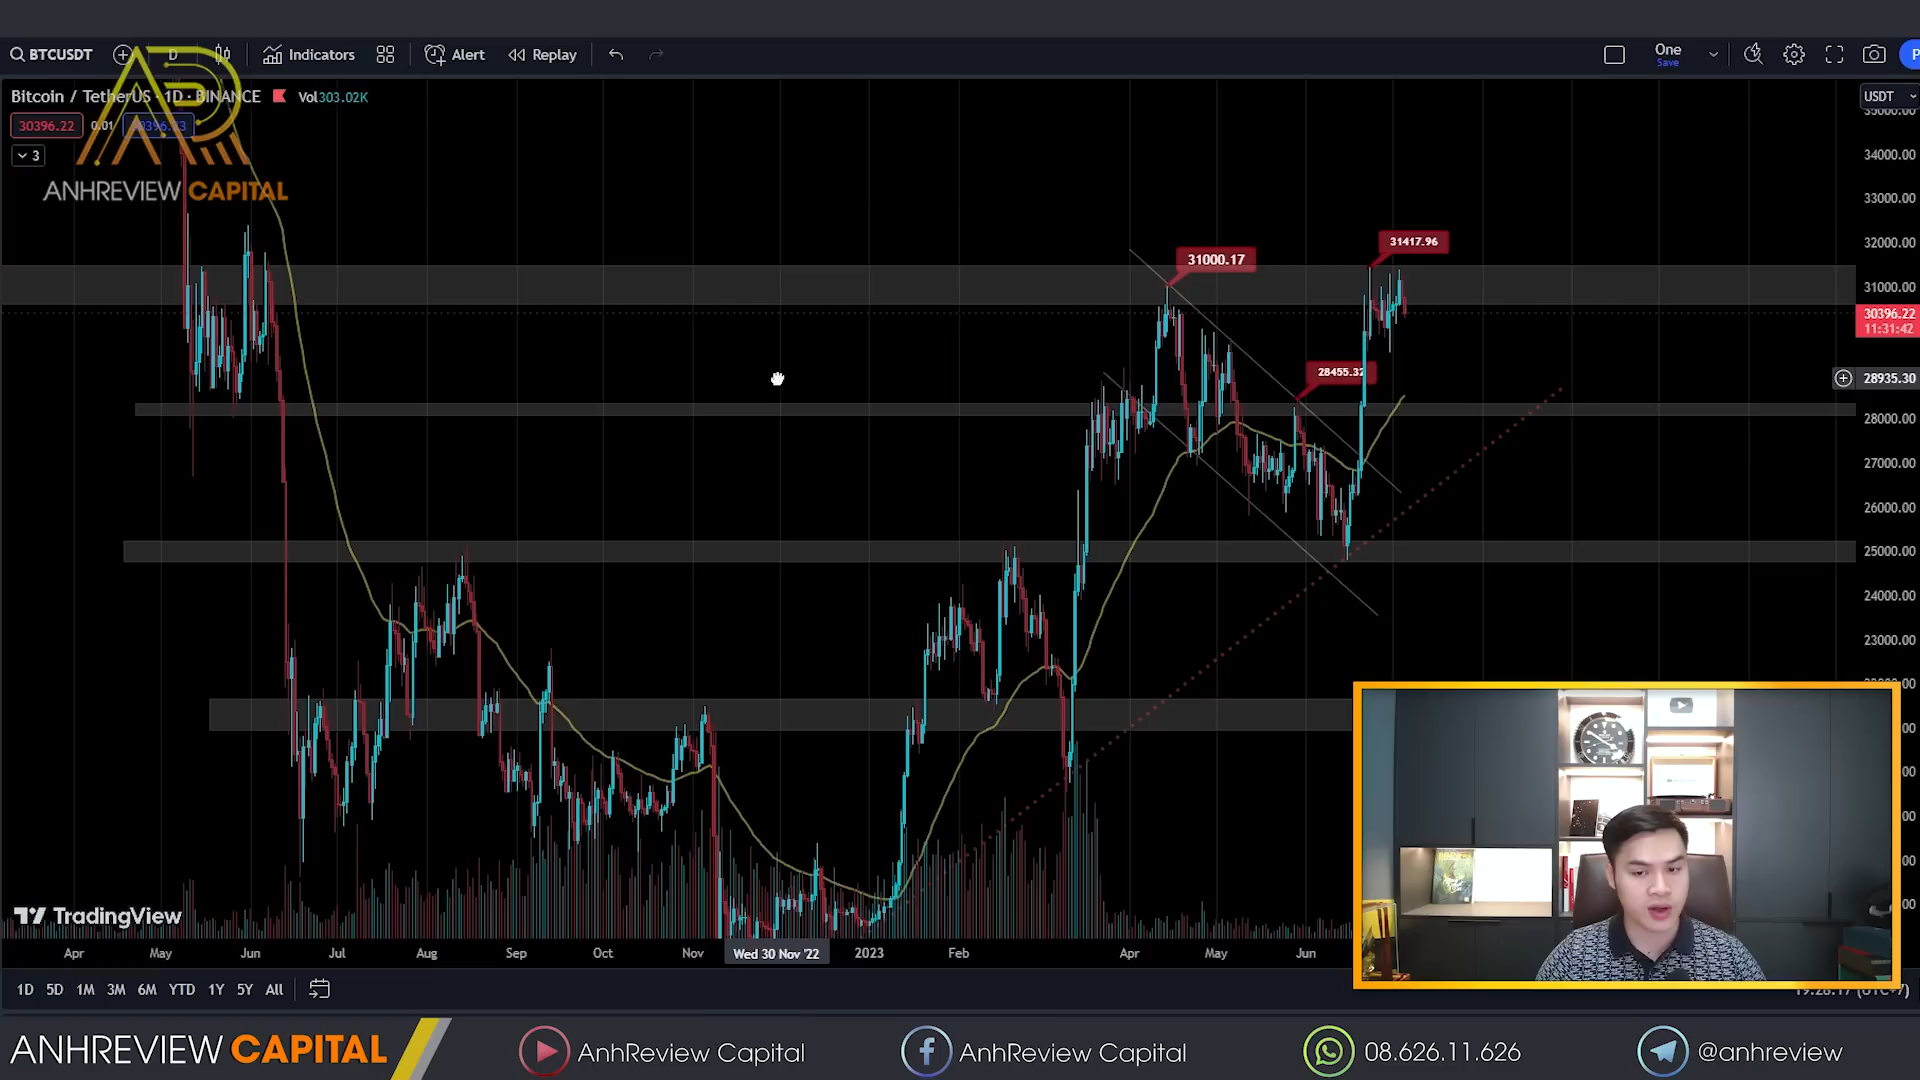 BTCUSDT D Indicators Alert Replay One
Save
Bitcoin / TetherUS · 1D · BINANCE Vol303.02K
30396.22 0.01
3
ANHREVIEW CAPITAL
USDT
35000.00
34000.00
33000.00
32000.00
31000.00
30396.22
11:31:42
28935.30
28000.00
27000.00
26000.00
25000.00
24000.00
23000.00
31417.96
31000.17
28455.32
TradingView
Apr May Jun Jul Aug Sep Oct Nov Wed 30 Nov '22 2023 Feb Apr May Jun
1D 5D 1M 3M 6M YTD 1Y 5Y All
ANHREVIEW CAPITAL AnhReview Capital AnhReview Capital 08.626.11.626 @anhreview